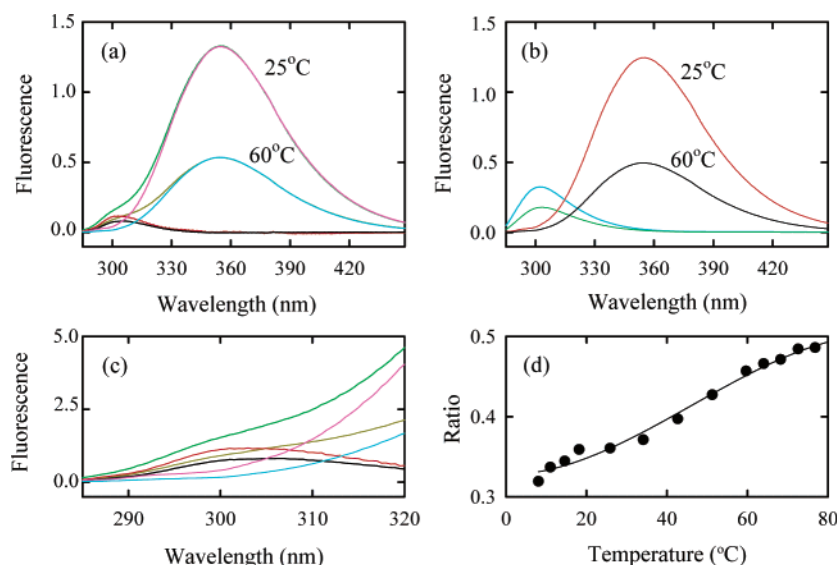 1.5
1.0
0.5
0.0
Fluorescence
(a)
25°C
60°C
300 330 360 390 420
Wavelength (nm)
1.5
1.0
0.5
0.0
Fluorescence
(b)
25°C
60°C
300 330 360 390 420
Wavelength (nm)
5.0
2.5
0.0
Fluorescence
(c)
290 300 310 320
Wavelength (nm)
0.5
0.4
0.3
Ratio
(d)
0 20 40 60 80
Temperature (°C)